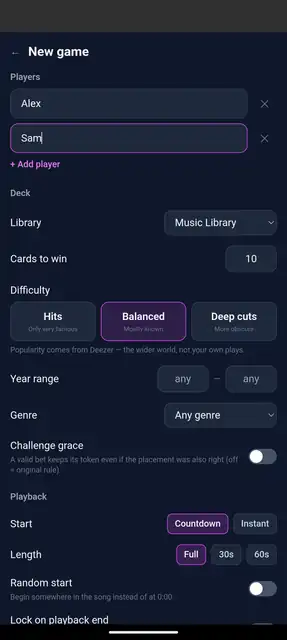 ← New game
Players
Alex
Sam
+ Add player
Deck
Library Music Library
Cards to win 10
Difficulty
Hits Balanced Deep cuts
Only very famous Mostly known More obscure
Popularity comes from Deezer — the wider world, not your own plays.
Year range any — any
Genre Any genre
Challenge grace
A valid bet keeps its token even if the placement was also right (off
= original rule)
Playback
Start Countdown Instant
Length Full 30s 60s
Random start
Begin somewhere in the song instead of at 0:00
Lock on playback end